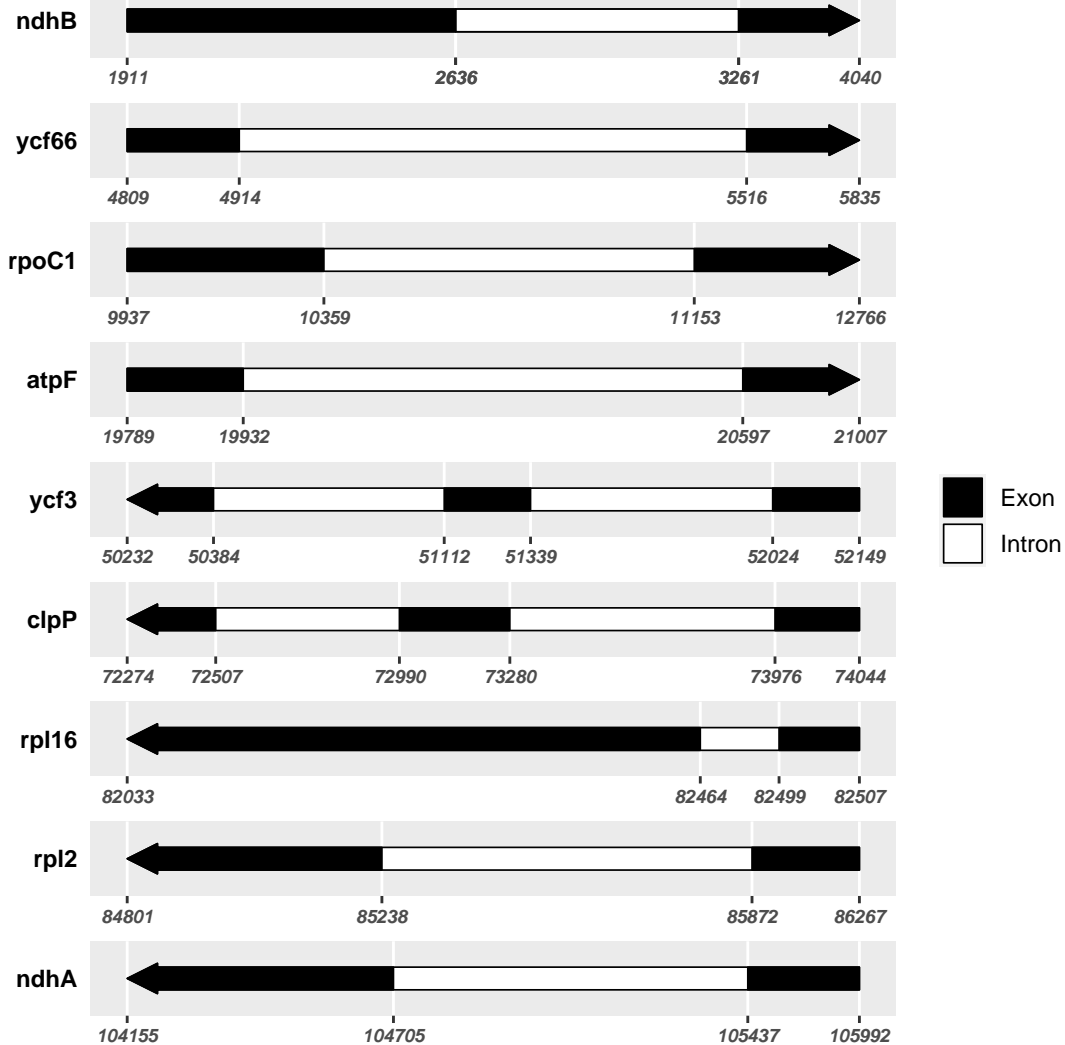 ndhB
1911 2636 3261 4040
ycf66
4809 4914 5516 5835
rpoC1
9937 10359 11153 12766
atpF
19789 19932 20597 21007
ycf3
50232 50384 51112 51339 52024 52149
Exon
Intron
clpP
72274 72507 72990 73280 73976 74044
rpl16
82033 82464 82499 82507
rpl2
84801 85238 85872 86267
ndhA
104155 104705 105437 105992